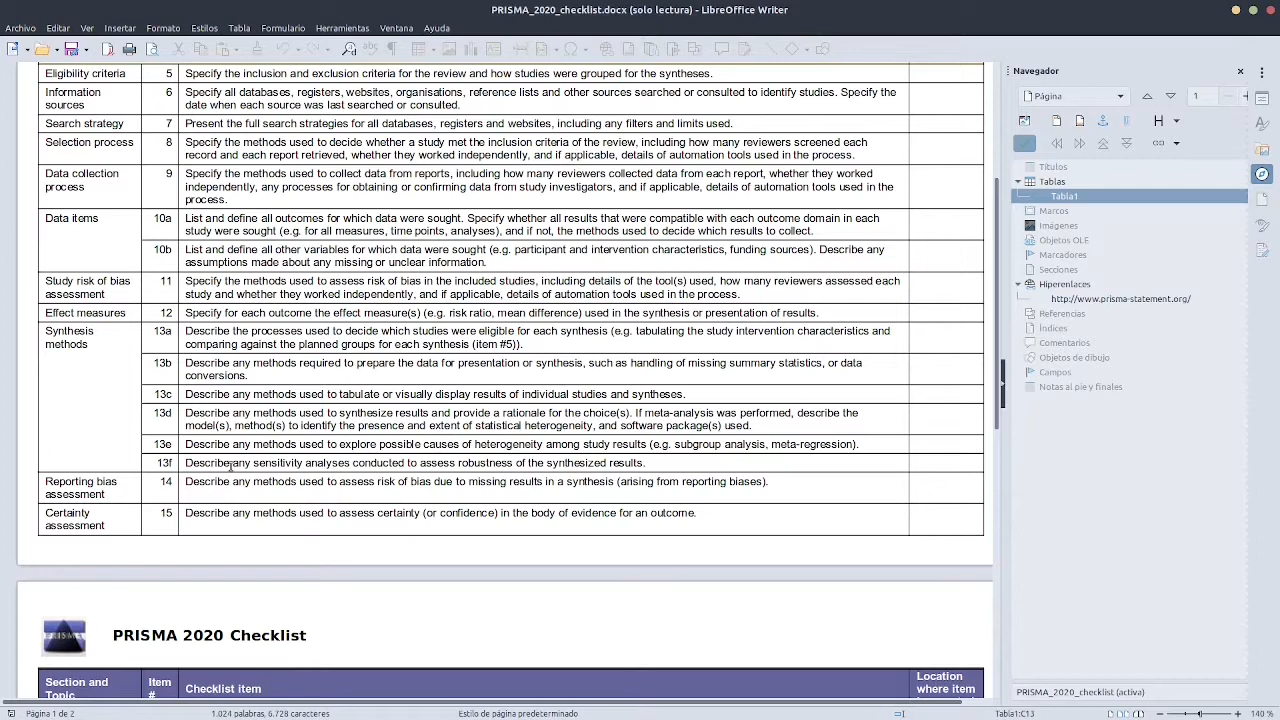 PRISMA_2020_checklist.docx (solo lectura) - LibreOffice Writer
Archivo Editar Ver Insertar Formato Estilos Tabla Formulario Herramientas Ventana Ayuda
Eligibility criteria 5 Specify the inclusion and exclusion criteria for the review and how studies were grouped for the syntheses.
Information sources 6 Specify all databases, registers, websites, organisations, reference lists and other sources searched or consulted to identify studies. Specify the
date when each source was last searched or consulted.
Search strategy 7 Present the full search strategies for all databases, registers and websites, including any filters and limits used.
Selection process 8 Specify the methods used to decide whether a study met the inclusion criteria of the review, including how many reviewers screened each
record and each report retrieved, whether they worked independently, and if applicable, details of automation tools used in the process.
Data collection process 9 Specify the methods used to collect data from reports, including how many reviewers collected data from each report, whether they worked
independently, any processes for obtaining or confirming data from study investigators, and if applicable, details of automation tools used in the
process.
Data items 10a List and define all outcomes for which data were sought. Specify whether all results that were compatible with each outcome domain in each
study were sought (e.g. for all measures, time points, analyses), and if not, the methods used to decide which results to collect.
10b List and define all other variables for which data were sought (e.g. participant and intervention characteristics, funding sources). Describe any
assumptions made about any missing or unclear information.
Study risk of bias assessment 11 Specify the methods used to assess risk of bias in the included studies, including details of the tool(s) used, how many reviewers assessed each
study and whether they worked independently, and if applicable, details of automation tools used in the process.
Effect measures 12 Specify for each outcome the effect measure(s) (e.g. risk ratio, mean difference) used in the synthesis or presentation of results.
Synthesis methods 13a Describe the processes used to decide which studies were eligible for each synthesis (e.g. tabulating the study intervention characteristics and
comparing against the planned groups for each synthesis (item #5)).
13b Describe any methods required to prepare the data for presentation or synthesis, such as handling of missing summary statistics, or data
conversions.
13c Describe any methods used to tabulate or visually display results of individual studies and syntheses.
13d Describe any methods used to synthesize results and provide a rationale for the choice(s). If meta-analysis was performed, describe the
model(s), method(s) to identify the presence and extent of statistical heterogeneity, and software package(s) used.
13e Describe any methods used to explore possible causes of heterogeneity among study results (e.g. subgroup analysis, meta-regression).
13f Describe any sensitivity analyses conducted to assess robustness of the synthesized results.
Reporting bias assessment 14 Describe any methods used to assess risk of bias due to missing results in a synthesis (arising from reporting biases).
Certainty assessment 15 Describe any methods used to assess certainty (or confidence) in the body of evidence for an outcome.
PRISMA
PRISMA 2020 Checklist
Section and Topic Item # Checklist item Location where item
Navegador
Página 1
Títulos
Tablas
Tabla1
Marcos
Imágenes
Objetos OLE
Marcadores
Secciones
Hiperenlaces
http://www.prisma-statement.org/
Referencias
Índices
Comentarios
Objetos de dibujo
Campos
Notas al pie y finales
PRISMA_2020_checklist (activa)
Página 1 de 2 1.024 palabras, 6.728 caracteres Estilo de página predeterminado Tabla1:C13 140 %